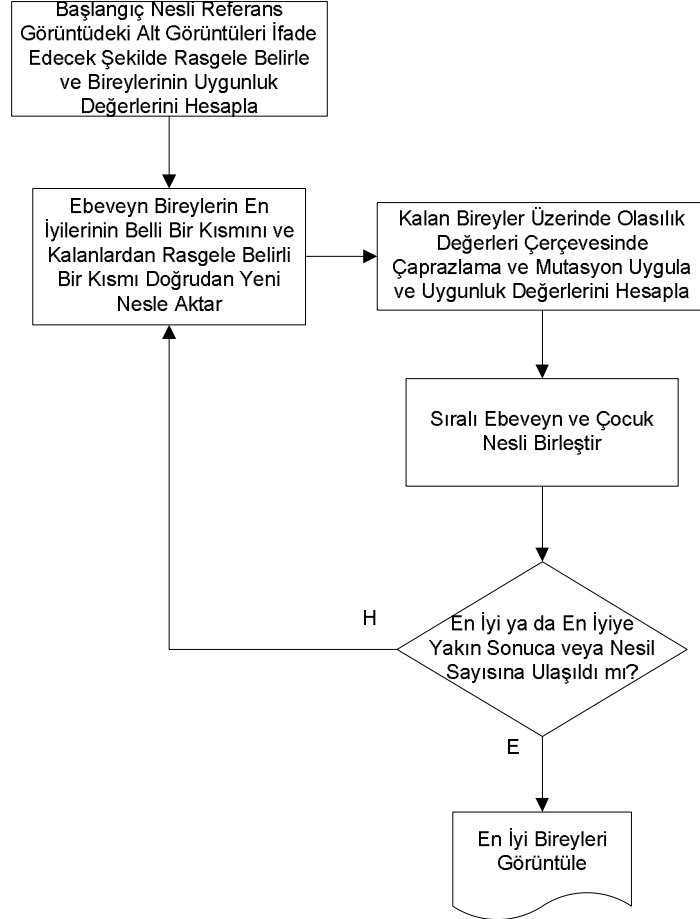 Başlangıç Nesli Referans
Görüntüdeki Alt Görüntüleri İfade
Edecek Şekilde Rasgele Belirle
ve Bireylerinin Uygunluk
Değerlerini Hesapla
Ebeveyn Bireylerin En
İyilerinin Belli Bir Kısmını ve
Kalanlardan Rasgele Belirli
Bir Kısmı Doğrudan Yeni
Nesle Aktar
Kalan Bireyler Üzerinde Olasılık
Değerleri Çerçevesinde
Çaprazlama ve Mutasyon Uygula
ve Uygunluk Değerlerini Hesapla
Sıralı Ebeveyn ve Çocuk
Nesli Birleştir
H
En İyi ya da En İyiye
Yakın Sonuca veya Nesil
Sayısına Ulaşıldı mı?
E
En İyi Bireyleri
Görüntüle